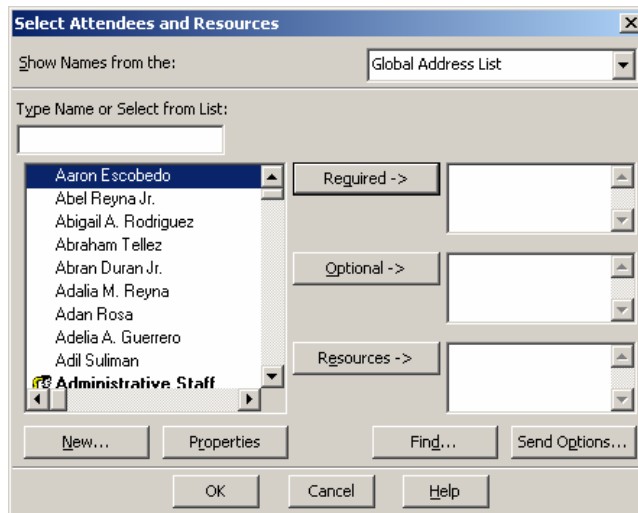 Select Attendees and Resources
Show Names from the: Global Address List
Type Name or Select from List:
Aaron Escobedo
Abel Reyna Jr.
Abigail A. Rodriguez
Abraham Tellez
Abran Duran Jr.
Adalia M. Reyna
Adan Rosa
Adelia A. Guerrero
Adil Suliman
Administrative Staff
Required ->
Optional ->
Resources ->
New... Properties Find... Send Options...
OK Cancel Help